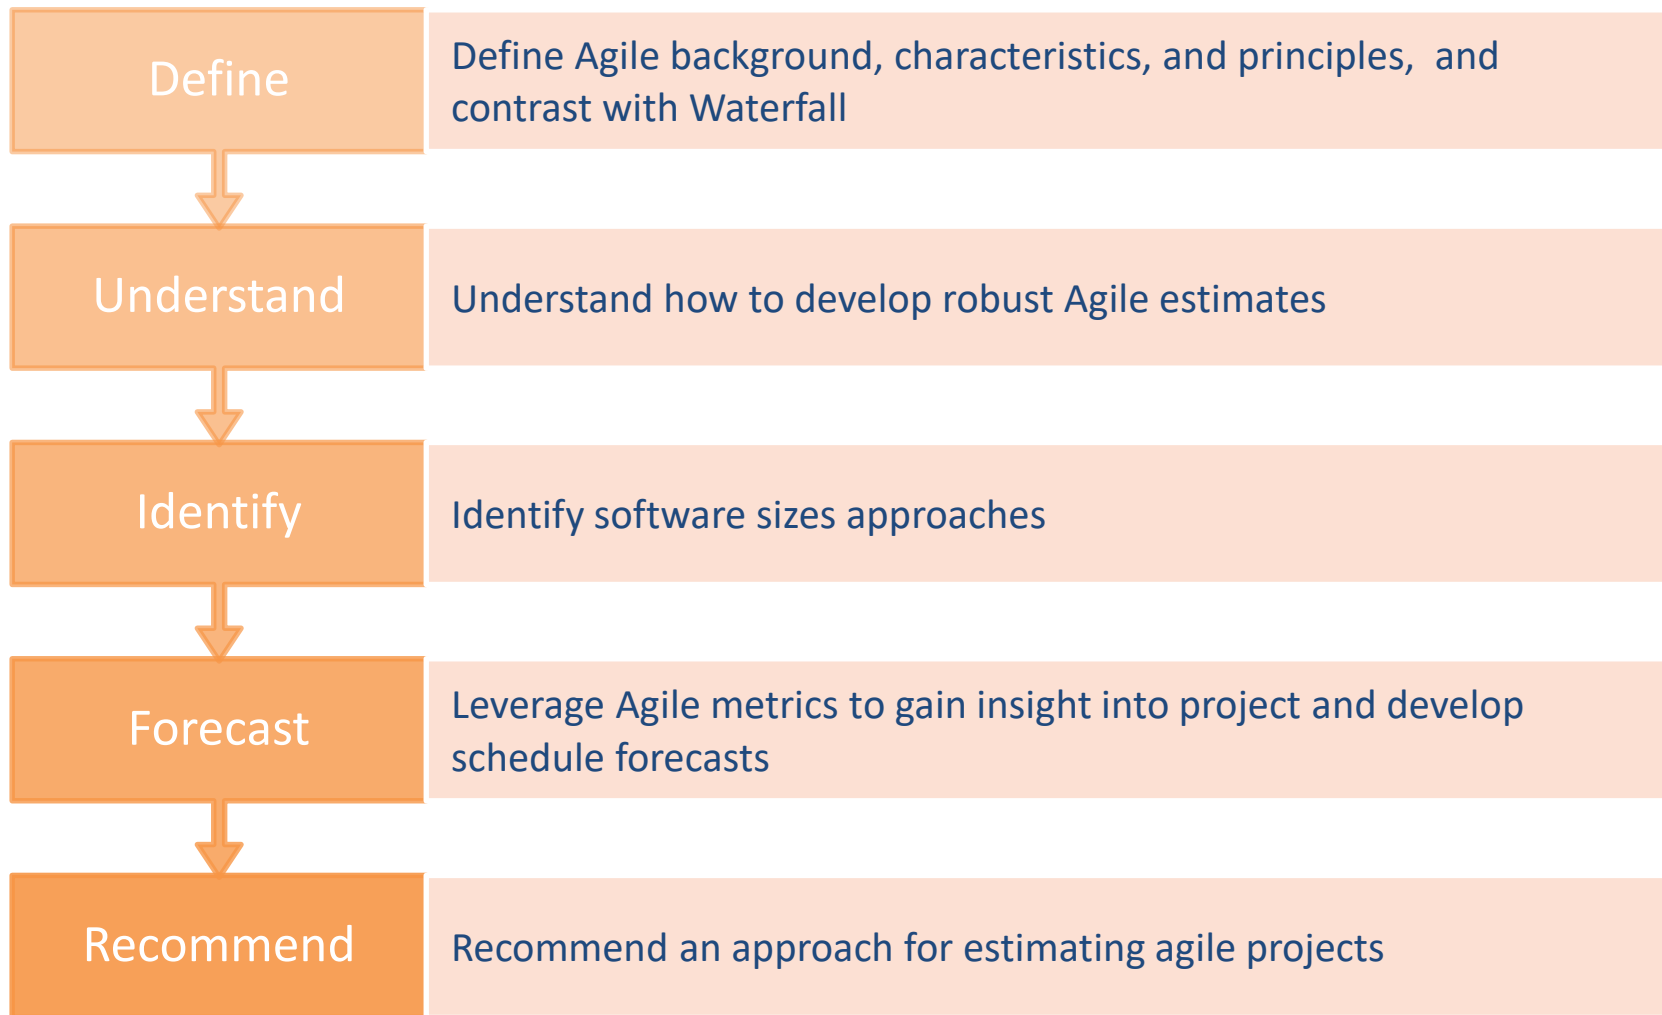 Define
Define Agile background, characteristics, and principles,  and
contrast with Waterfall
Understand
Understand how to develop robust Agile estimates
Identify
Identify software sizes approaches
Forecast
Leverage Agile metrics to gain insight into project and develop
schedule forecasts
Recommend
Recommend an approach for estimating agile projects